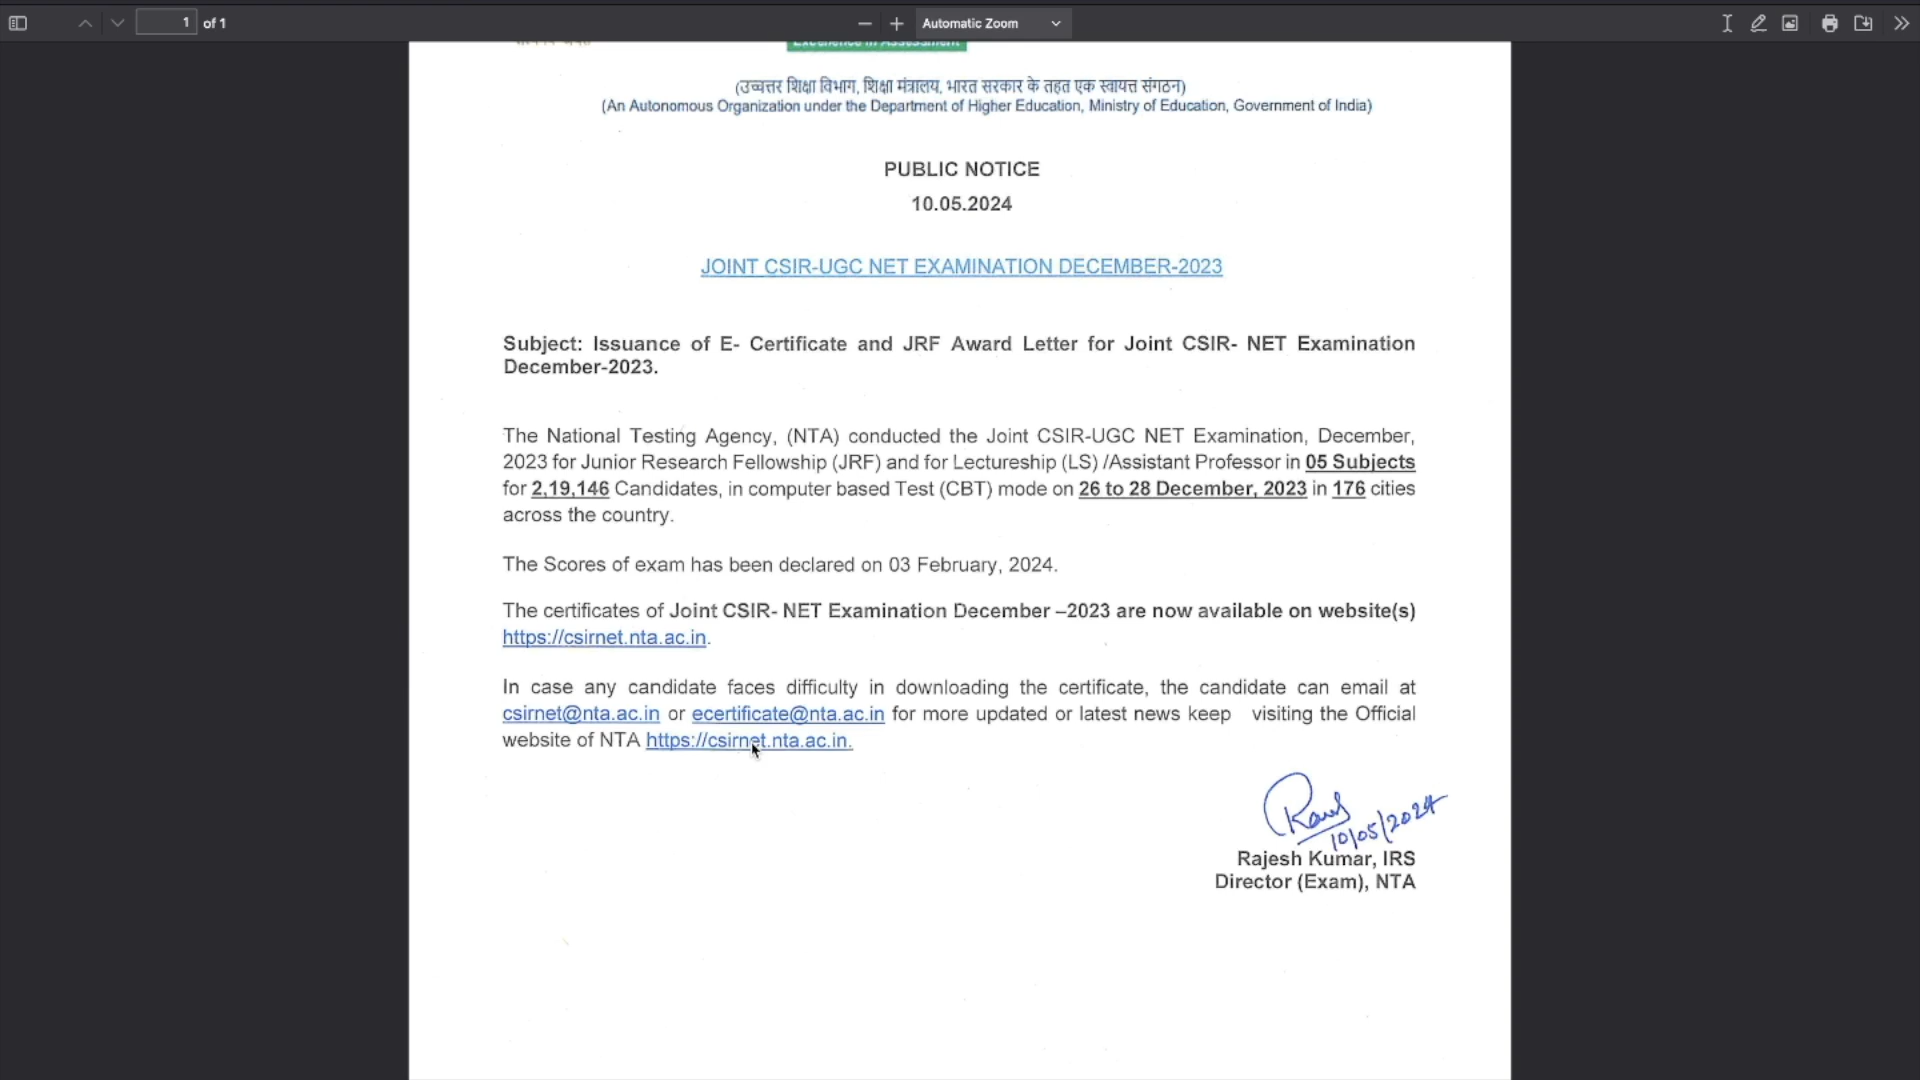 1 of 1
Automatic Zoom
Excellence in Assessment
(उच्चत्तर शिक्षा विभाग, शिक्षा मंत्रालय, भारत सरकार के तहत एक स्वायत्त संगठन)
(An Autonomous Organization under the Department of Higher Education, Ministry of Education, Government of India)
PUBLIC NOTICE
10.05.2024
JOINT CSIR-UGC NET EXAMINATION DECEMBER-2023
Subject: Issuance of E- Certificate and JRF Award Letter for Joint CSIR- NET Examination
December-2023.
The National Testing Agency, (NTA) conducted the Joint CSIR-UGC NET Examination, December,
2023 for Junior Research Fellowship (JRF) and for Lectureship (LS) /Assistant Professor in 05 Subjects
for 2,19,146 Candidates, in computer based Test (CBT) mode on 26 to 28 December, 2023 in 176 cities
across the country.
The Scores of exam has been declared on 03 February, 2024.
The certificates of Joint CSIR- NET Examination December –2023 are now available on website(s)
https://csirnet.nta.ac.in.
In case any candidate faces difficulty in downloading the certificate, the candidate can email at
csirnet@nta.ac.in or ecertificate@nta.ac.in for more updated or latest news keep visiting the Official
website of NTA https://csirnet.nta.ac.in.
10/05/2024
Rajesh Kumar, IRS
Director (Exam), NTA